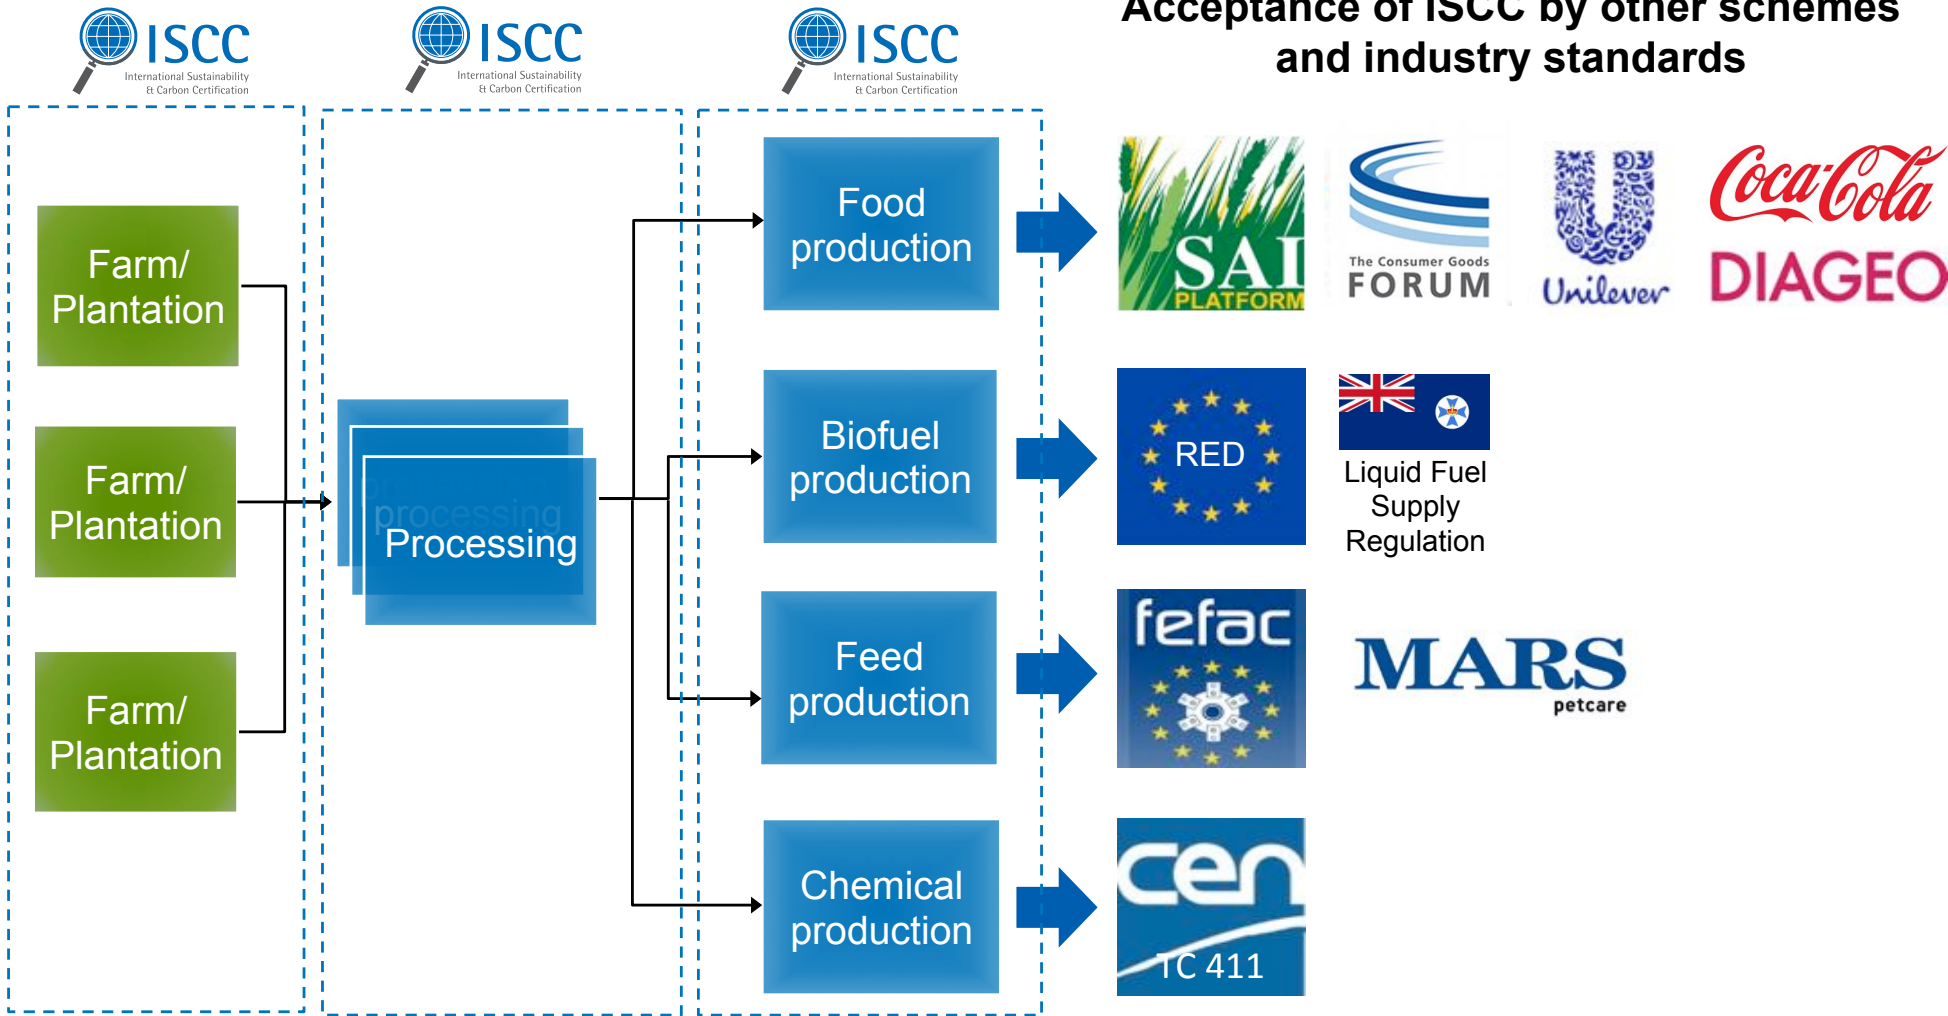 ISCC
International Sustainability
& Carbon Certification
ISCC
International Sustainability
& Carbon Certification
ISCC
International Sustainability
& Carbon Certification
Acceptance of ISCC by other schemes
and industry standards
Farm/
Plantation
Farm/
Plantation
Farm/
Plantation
processing
Processing
Food
production
Biofuel
production
Feed
production
Chemical
production
SAI
PLATFORM
The Consumer Goods
FORUM
Unilever
Coca-Cola
DIAGEO
RED
Liquid Fuel
Supply
Regulation
fefac
MARS
petcare
cen
TC 411